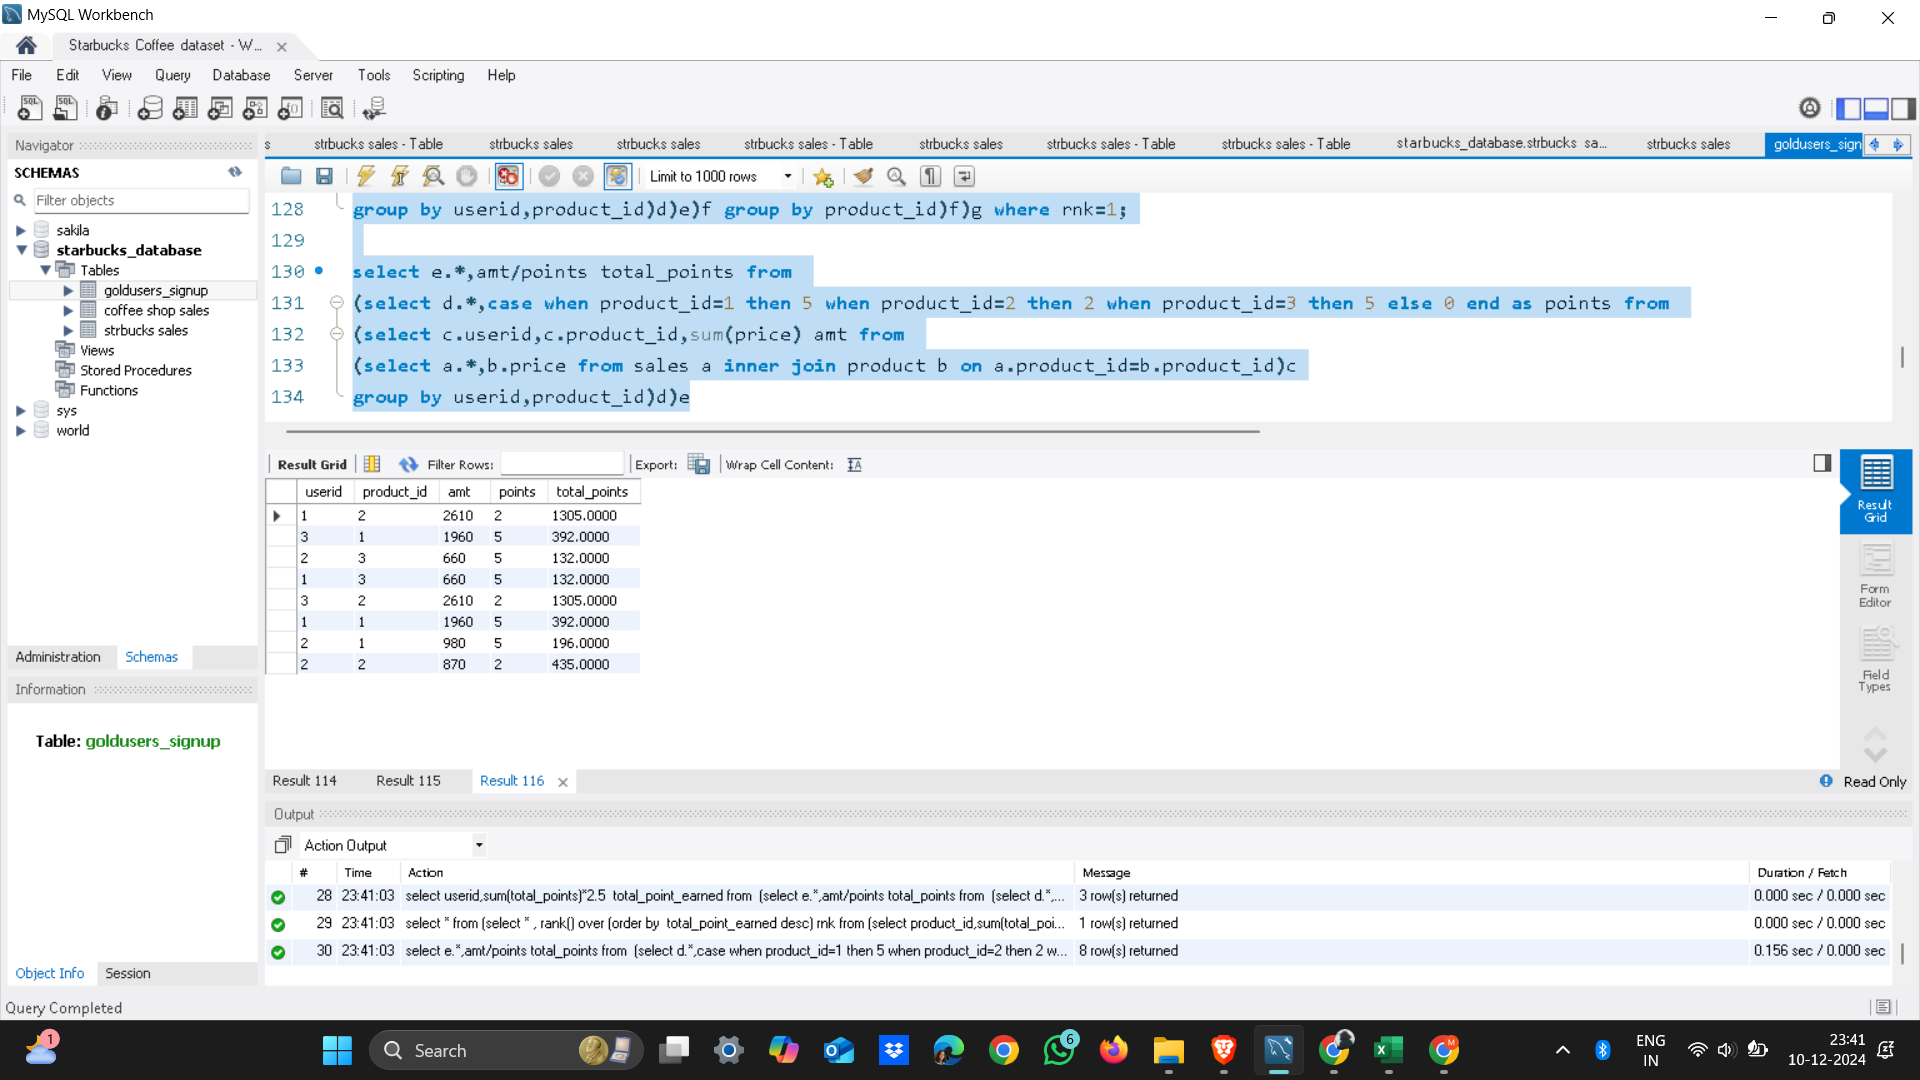 MySQL Workbench
Starbucks Coffee dataset - W...
File Edit View Query Database Server Tools Scripting Help
Navigator
s strbucks sales - Table strbucks sales strbucks sales strbucks sales - Table strbucks sales strbucks sales - Table strbucks sales - Table starbucks_database.strbucks sa... strbucks sales goldusers_sign
SCHEMAS
Limit to 1000 rows
Filter objects
sakila
starbucks_database
Tables
goldusers_signup
coffee shop sales
strbucks sales
Views
Stored Procedures
Functions
sys
world
128 group by userid,product_id)d)e)f group by product_id)f)g where rnk=1;
129
130 select e.*,amt/points total_points from
131 (select d.*,case when product_id=1 then 5 when product_id=2 then 2 when product_id=3 then 5 else 0 end as points from
132 (select c.userid,c.product_id,sum(price) amt from
133 (select a.*,b.price from sales a inner join product b on a.product_id=b.product_id)c
134 group by userid,product_id)d)e
Result Grid Filter Rows: Export: Wrap Cell Content:
userid product_id amt points total_points
1 2 2610 2 1305.0000
3 1 1960 5 392.0000
2 3 660 5 132.0000
1 3 660 5 132.0000
3 2 2610 2 1305.0000
1 1 1960 5 392.0000
2 1 980 5 196.0000
2 2 870 2 435.0000
Result
Grid
Form
Editor
Field
Types
Administration Schemas
Information
Table: goldusers_signup
Result 114 Result 115 Result 116
Read Only
Output
Action Output
# Time Action Message Duration / Fetch
28 23:41:03 select userid,sum(total_points)*2.5 total_point_earned from (select e.*,amt/points total_points from (select d.*,... 3 row(s) returned 0.000 sec / 0.000 sec
29 23:41:03 select * from (select * , rank() over (order by total_point_earned desc) rnk from (select product_id,sum(total_poi... 1 row(s) returned 0.000 sec / 0.000 sec
30 23:41:03 select e.*,amt/points total_points from (select d.*,case when product_id=1 then 5 when product_id=2 then 2 w... 8 row(s) returned 0.156 sec / 0.000 sec
Object Info Session
Query Completed
1
Search
6
ENG
IN
23:41
10-12-2024